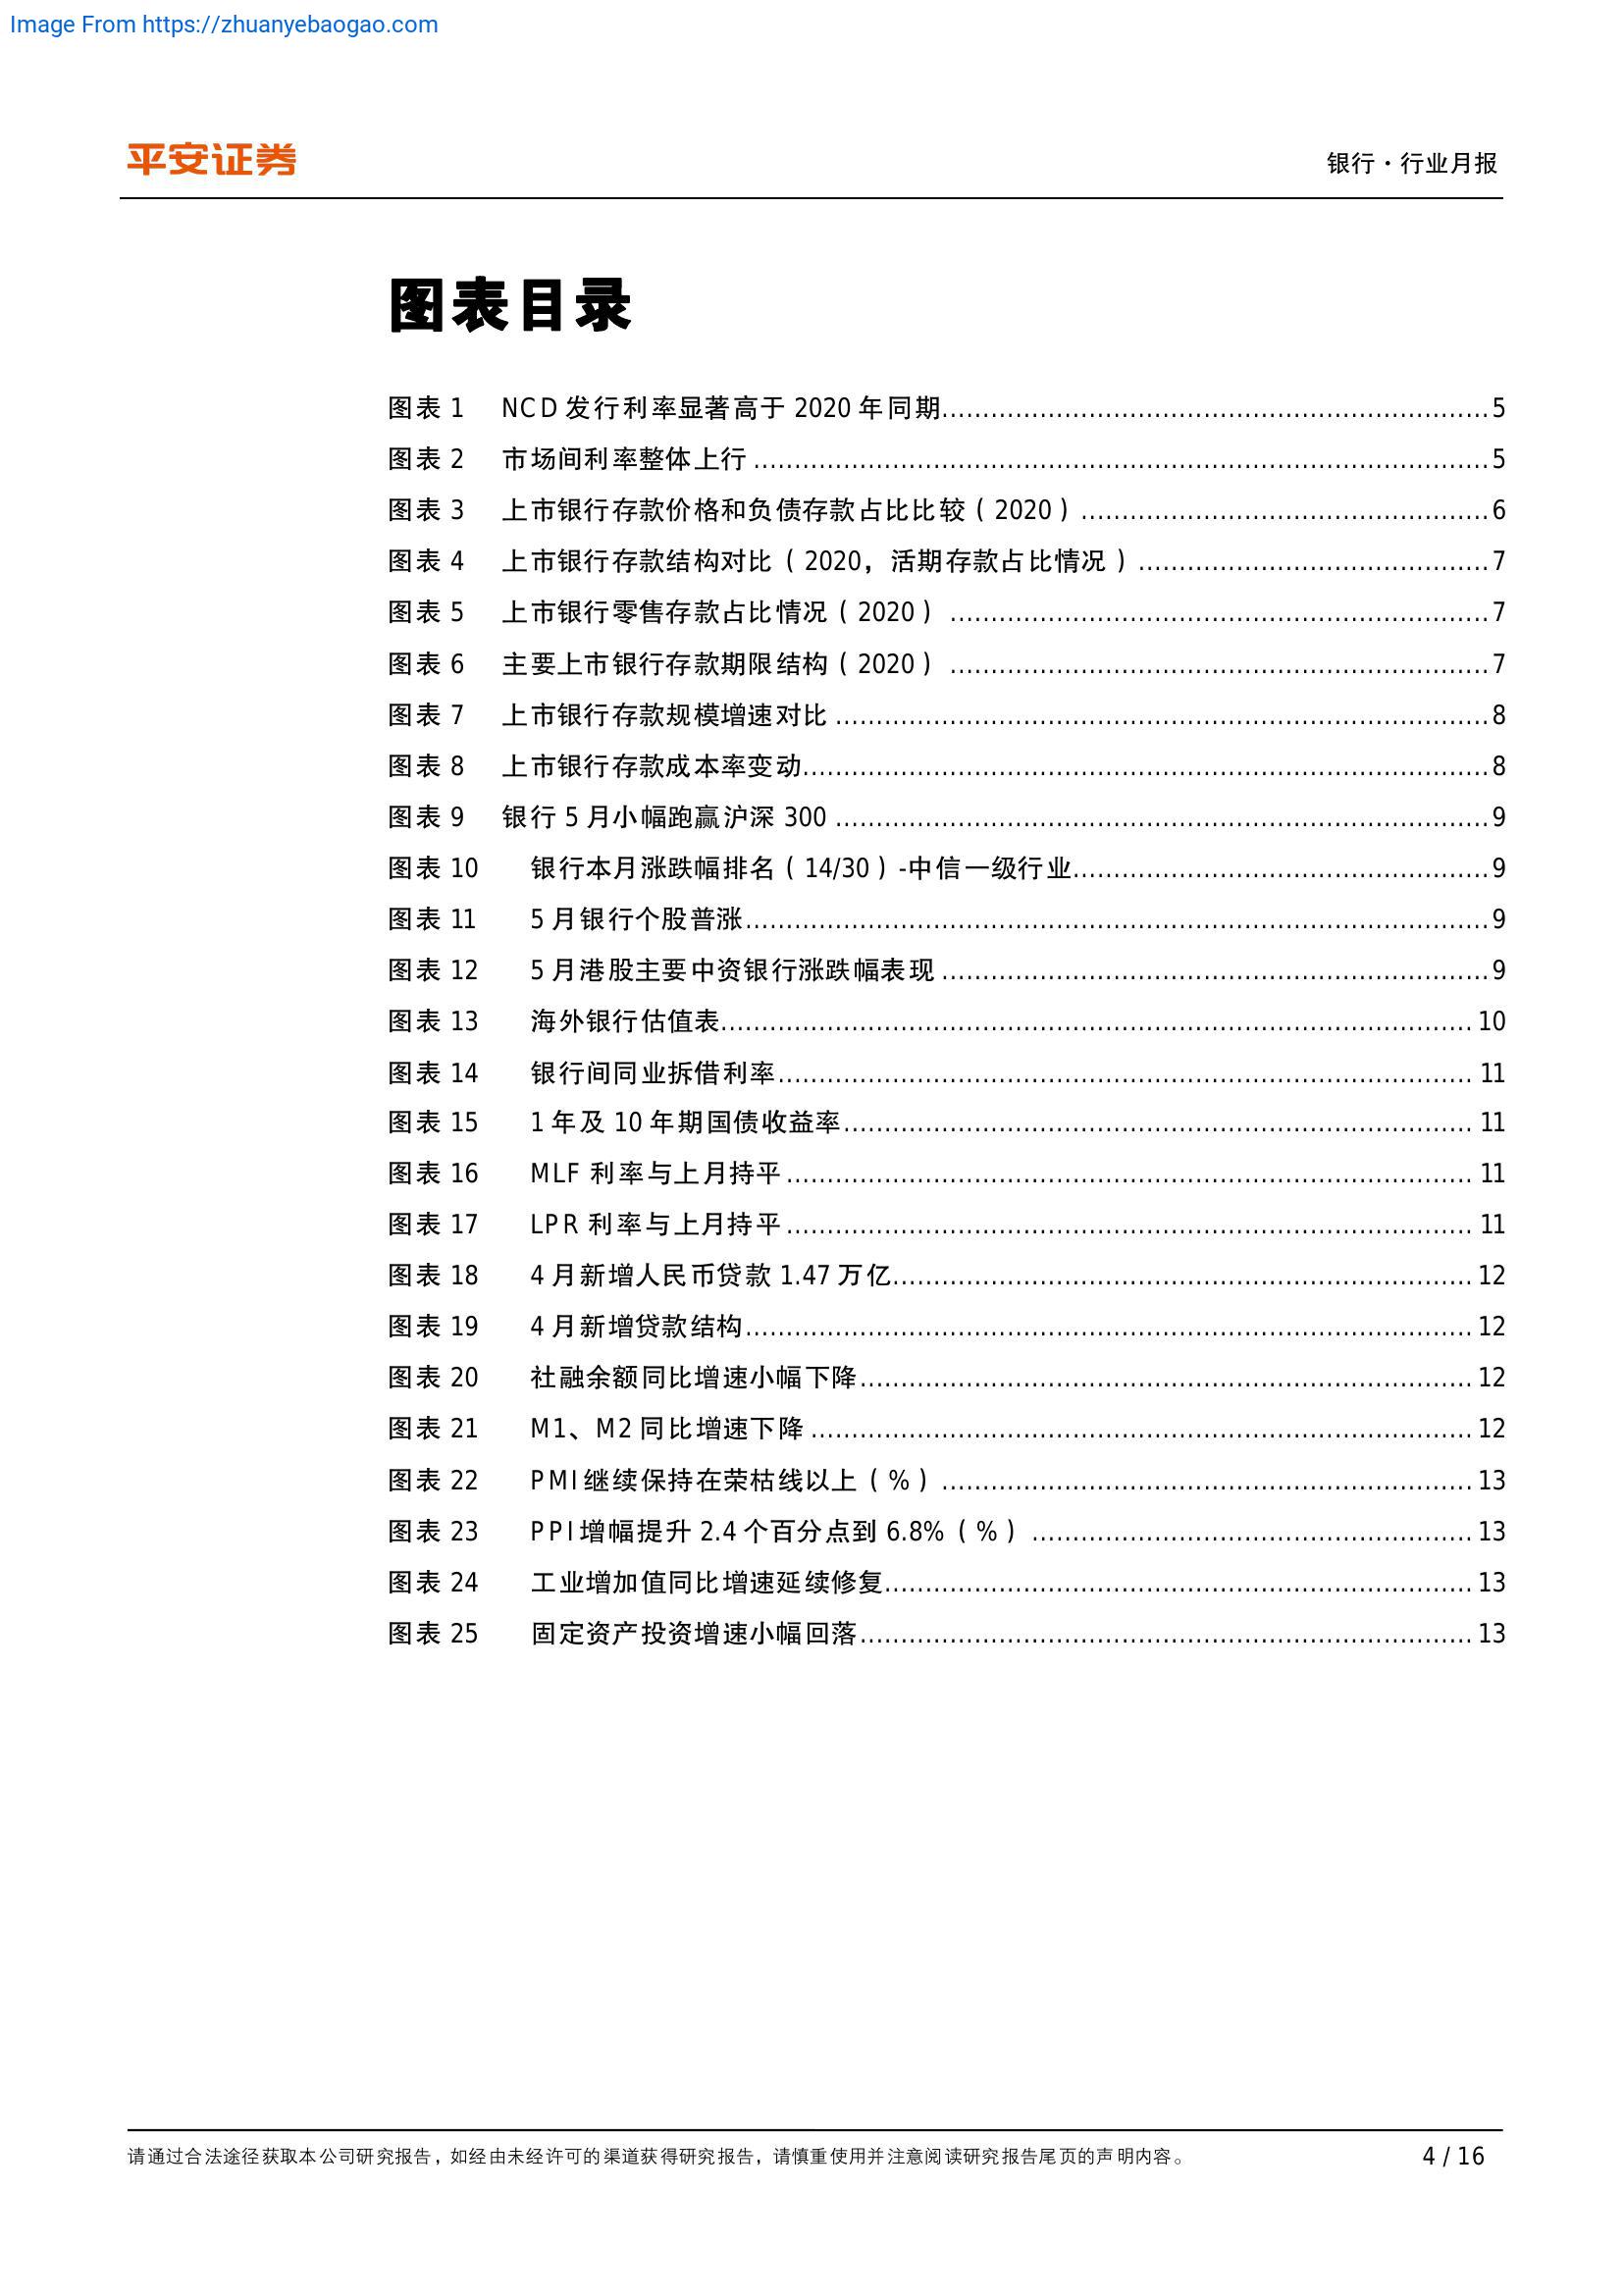 Image From https://zhuanyebaogao.com
平安证券
银行·行业月报
图表目录
图表 1 NCD 发行利率显著高于 2020 年同期..........5
图表 2 市场间利率整体上行..........5
图表 3 上市银行存款价格和负债存款占比比较（2020）..........6
图表 4 上市银行存款结构对比（2020，活期存款占比情况）..........7
图表 5 上市银行零售存款占比情况（2020）..........7
图表 6 主要上市银行存款期限结构（2020）..........7
图表 7 上市银行存款规模增速对比..........8
图表 8 上市银行存款成本率变动..........8
图表 9 银行 5 月小幅跑赢沪深 300..........9
图表 10 银行本月涨跌幅排名（14/30）-中信一级行业..........9
图表 11 5 月银行个股普涨..........9
图表 12 5 月港股主要中资银行涨跌幅表现..........9
图表 13 海外银行估值表..........10
图表 14 银行间同业拆借利率..........11
图表 15 1 年及 10 年期国债收益率..........11
图表 16 MLF 利率与上月持平..........11
图表 17 LPR 利率与上月持平..........11
图表 18 4 月新增人民币贷款 1.47 万亿..........12
图表 19 4 月新增贷款结构..........12
图表 20 社融余额同比增速小幅下降..........12
图表 21 M1、M2 同比增速下降..........12
图表 22 PMI 继续保持在荣枯线以上（%）..........13
图表 23 PPI 增幅提升 2.4 个百分点到 6.8%（%）..........13
图表 24 工业增加值同比增速延续修复..........13
图表 25 固定资产投资增速小幅回落..........13
请通过合法途径获取本公司研究报告，如经由未经许可的渠道获得研究报告，请慎重使用并注意阅读研究报告尾页的声明内容。
4 / 16